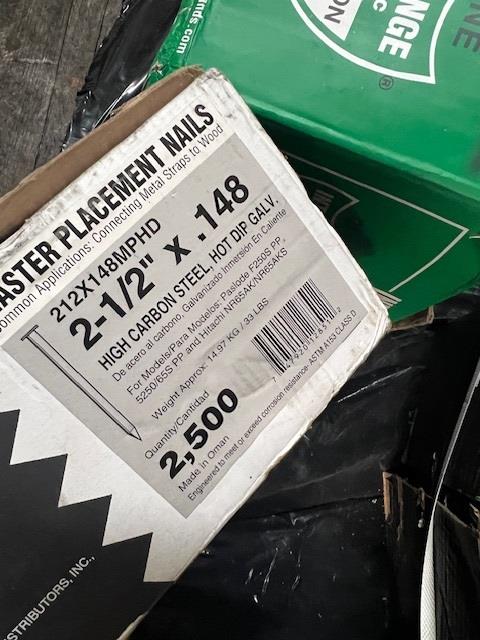 PLACEMENT NAILS
Common Applications: Connecting Metal Straps to Wood
212X148MPHD
2-1/2" X .148
HIGH CARBON STEEL, HOT DIP GALV.
De acero al carbono, Galvanizado Inmersión En Caliente
For Models/Para Modelos: Paslode F250S PP,
5250/65S PP and Hitachi NR65AK/NR65AKS
Weight Approx: 14.97 KG / 33 LBS
Quantity/Cantidad
2,500
Made in Oman
Engineered to meet or exceed corrosion resistance- ASTM A153 CLASS D
INC.,